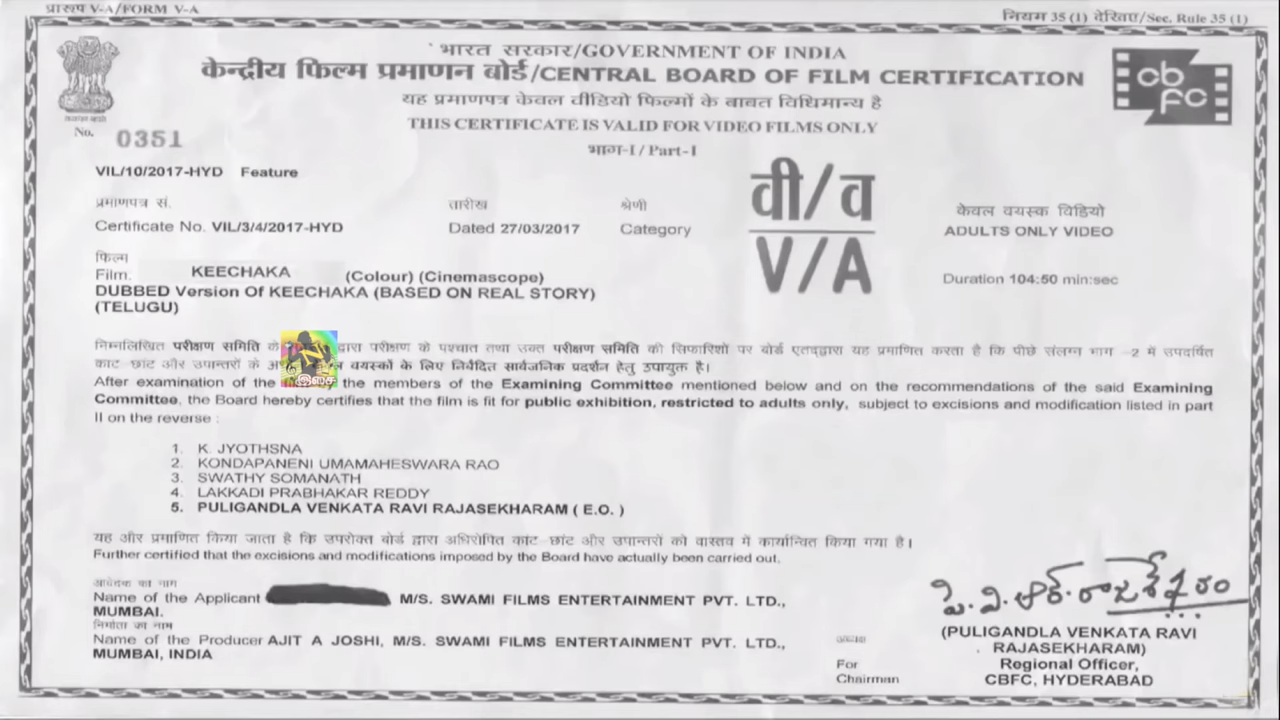 प्रारूप V-A/FORM V-A
नियम 35 (1) देखिए/Sec. Rule 35 (1)
भारत सरकार/GOVERNMENT OF INDIA
केन्द्रीय फिल्म प्रमाणन बोर्ड/CENTRAL BOARD OF FILM CERTIFICATION
cb
fc
यह प्रमाणपत्र केवल वीडियो फिल्मों के बाबत विधिमान्य है
THIS CERTIFICATE IS VALID FOR VIDEO FILMS ONLY
No. 0351
भाग-I / Part-I
VIL/10/2017-HYD Feature
वी/व
V/A
प्रमाणपत्र सं. तारीख श्रेणी केवल वयस्क विडियो
Certificate No. VIL/3/4/2017-HYD Dated 27/03/2017 Category ADULTS ONLY VIDEO
फिल्म
Film. KEECHAKA (Colour) (Cinemascope) Duration 104:50 min:sec
DUBBED Version Of KEECHAKA (BASED ON REAL STORY)
(TELUGU)
निम्नलिखित परीक्षण समिति के द्वारा परीक्षण के पश्चात तथा उक्त परीक्षण समिति की सिफारिशों पर बोर्ड एतद्द्वारा यह प्रमाणित करता है कि पीछे संलग्न भाग -2 में उपदर्षित
काट छांट और उपान्तरों के वयस्कों के लिए निर्बंदित सार्वजनिक प्रदर्शन हेतु उपायुक्त है।
N
இசை
After examination of the the members of the Examining Committee mentioned below and on the recommendations of the said Examining
Committee, the Board hereby certifies that the film is fit for public exhibition, restricted to adults only, subject to excisions and modification listed in part
II on the reverse :
1. K. JYOTHSNA
2. KONDAPANENI UMAMAHESWARA RAO
3. SWATHY SOMANATH
4. LAKKADI PRABHAKAR REDDY
5. PULIGANDLA VENKATA RAVI RAJASEKHARAM ( E.O. )
यह और प्रमाणित किया जाता है कि उपरोक्त बोर्ड द्वारा अधिरोपित कांट छांट और उपान्तरों को वास्तव में कार्यान्वित किया गया है।
Further certified that the excisions and modifications imposed by the Board have actually been carried out.
आवेदक का नाम
Name of the Applicant M/S. SWAMI FILMS ENTERTAINMENT PVT. LTD.,
MUMBAI.
निर्माता का नाम
Name of the Producer AJIT A JOSHI, M/S. SWAMI FILMS ENTERTAINMENT PVT. LTD.,
MUMBAI, INDIA
పి.వి.ఆర్.రాజశేఖరం
(PULIGANDLA VENKATA RAVI
RAJASEKHARAM)
Regional Officer,
CBFC, HYDERABAD
अध्यक्ष
For
Chairman